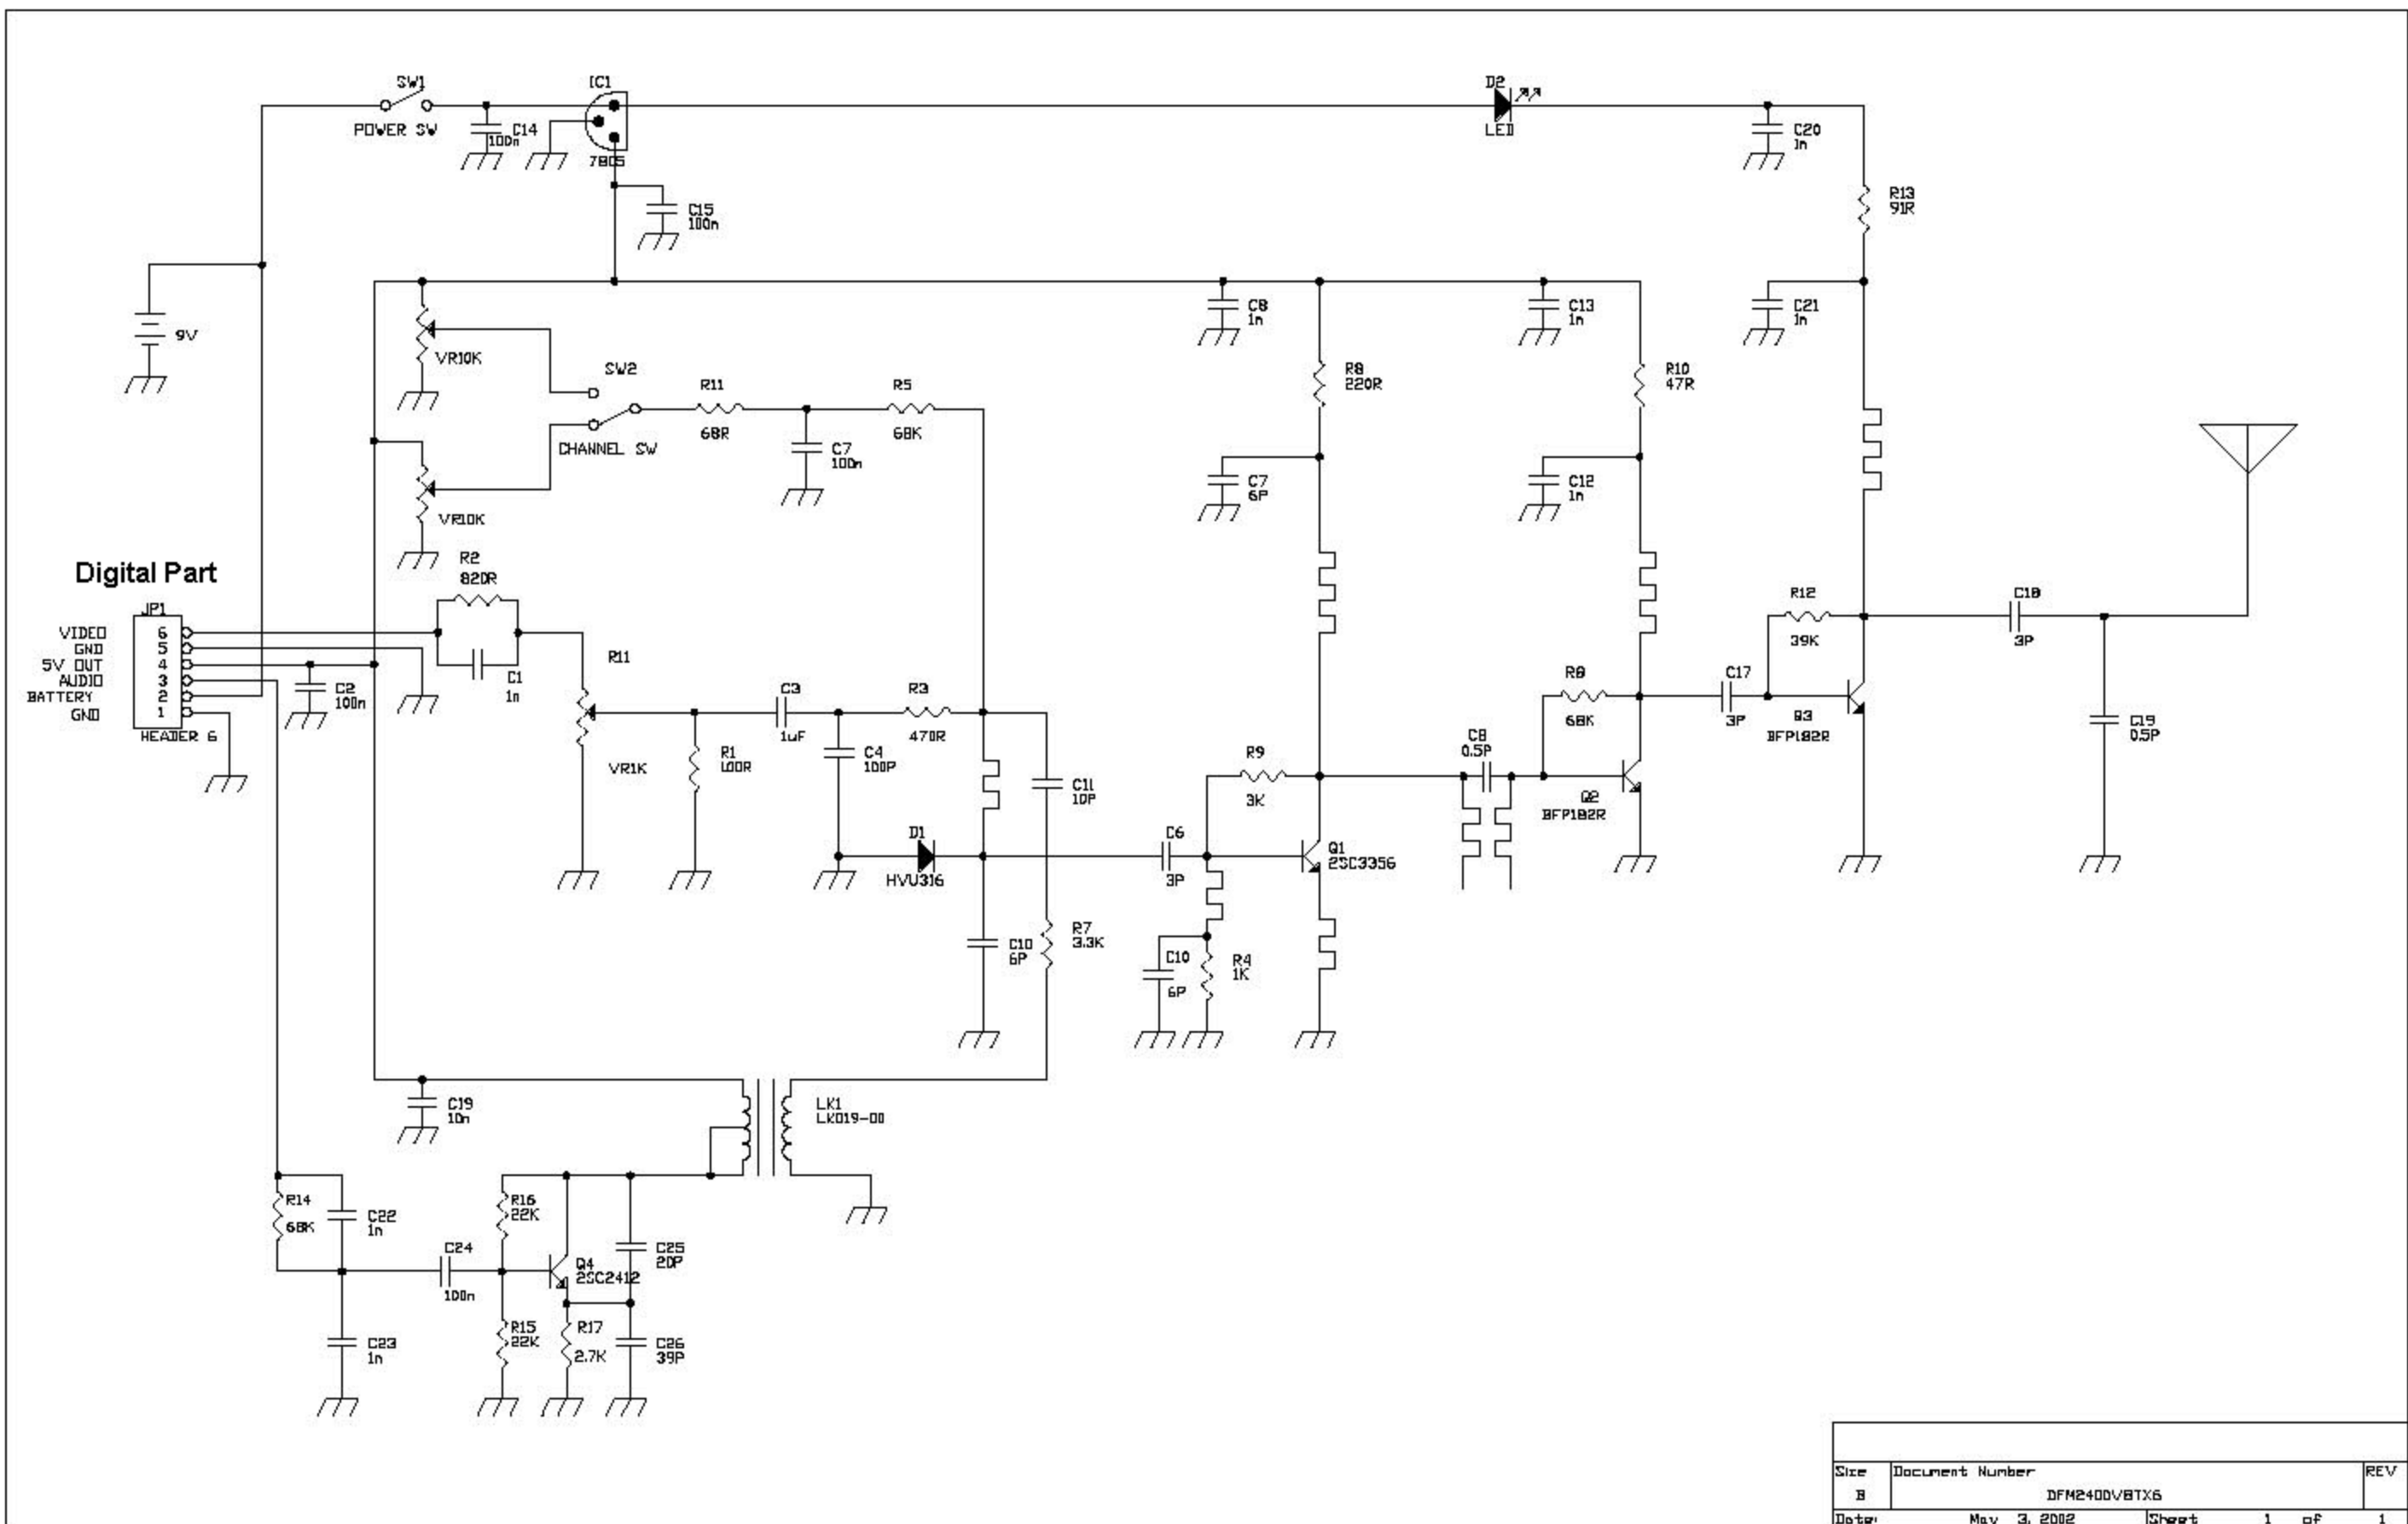 SW1
POWER SW
C14
100n
IC1
7805
C15
100n
D2
LED
C20
1n
R13
91R
9V
VR10K
SW2
CHANNEL SW
VR10K
R11
68R
C7
100n
R5
68K
C8
1n
R8
220R
C7
6P
C13
1n
R10
47R
C12
1n
C21
1n
Digital Part
JP1
VIDEO 6
GND 5
5V OUT 4
AUDIO 3
BATTERY 2
GND 1
HEADER 6
C2
100n
R2
820R
C1
1n
R11
VR1K
R1
100R
C3
1uF
C4
100P
R3
470R
D1
HVU316
C11
10P
C10
6P
R7
3.3K
C6
3P
R9
3K
Q1
2SC3356
C10
6P
R4
1K
C8
0.5P
R8
68K
Q2
BFP182R
C17
3P
R12
39K
Q3
BFP182R
C18
3P
C19
0.5P
C19
10n
LK1
LK019-00
R14
68K
C22
1n
C23
1n
C24
100n
R16
22K
R15
22K
Q4
2SC2412
R17
2.7K
C25
20P
C26
39P
Size Document Number REV
B DFM2400VBTX6
Date: May 3, 2002 Sheet 1 of 1